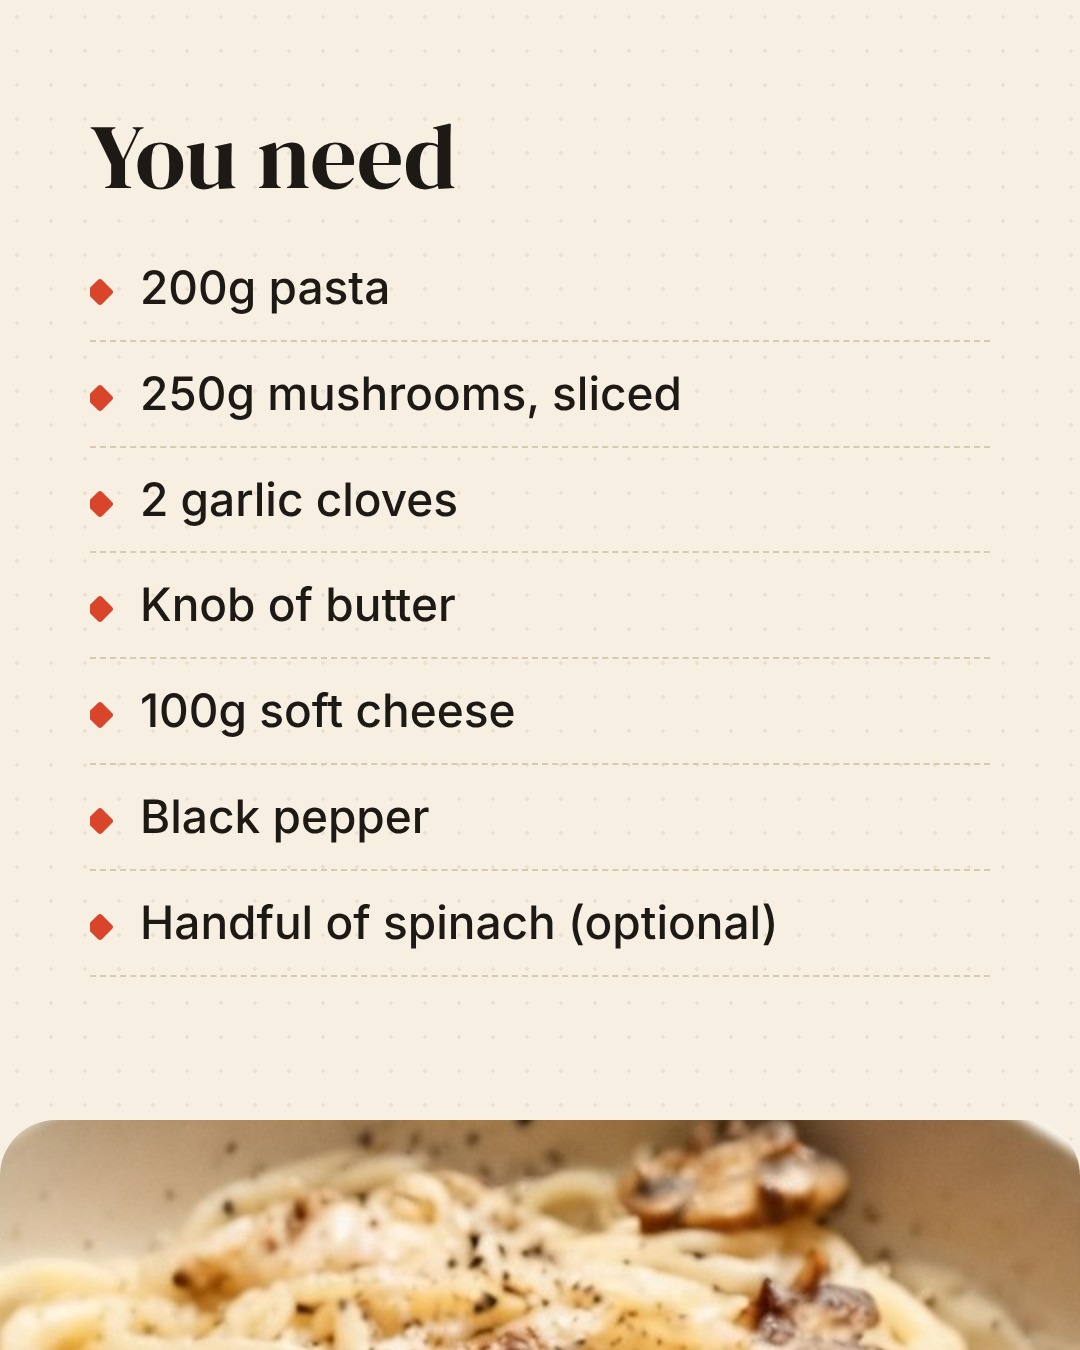 You need
200g pasta
250g mushrooms, sliced
2 garlic cloves
Knob of butter
100g soft cheese
Black pepper
Handful of spinach (optional)